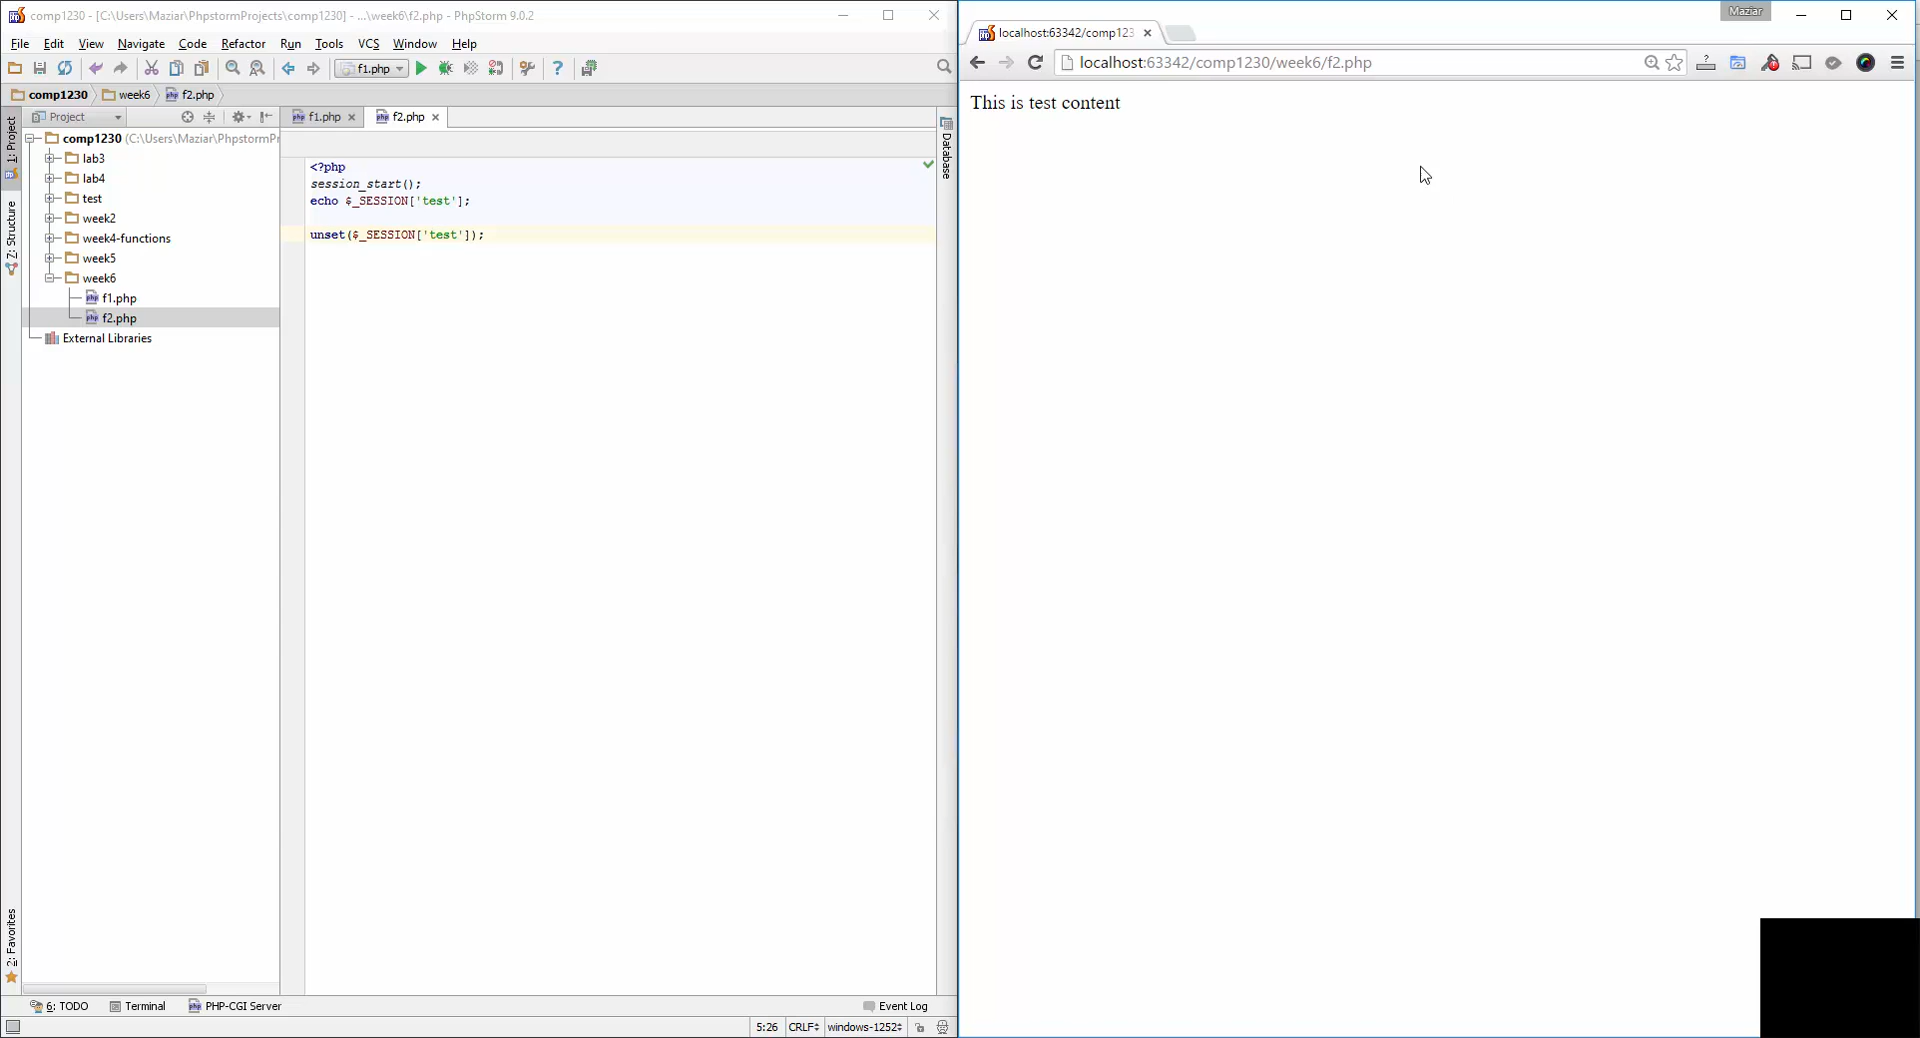 comp1230 - [C:\Users\Maziar\PhpstormProjects\comp1230] - ...\week6\f2.php - PhpStorm 9.0.2
File Edit View Navigate Code Refactor Run Tools VCS Window Help
f1.php
comp1230 week6 f2.php
Project
f1.php f2.php
1: Project
Z: Structure
2: Favorites
comp1230 (C:\Users\Maziar\PhpstormPr
lab3
lab4
test
week2
week4-functions
week5
week6
f1.php
f2.php
External Libraries
<?php
session_start();
echo $_SESSION['test'];
unset($_SESSION['test']);
Database
6: TODO Terminal PHP-CGI Server Event Log
5:26 CRLF windows-1252
Maziar
localhost:63342/comp123
localhost:63342/comp1230/week6/f2.php
This is test content